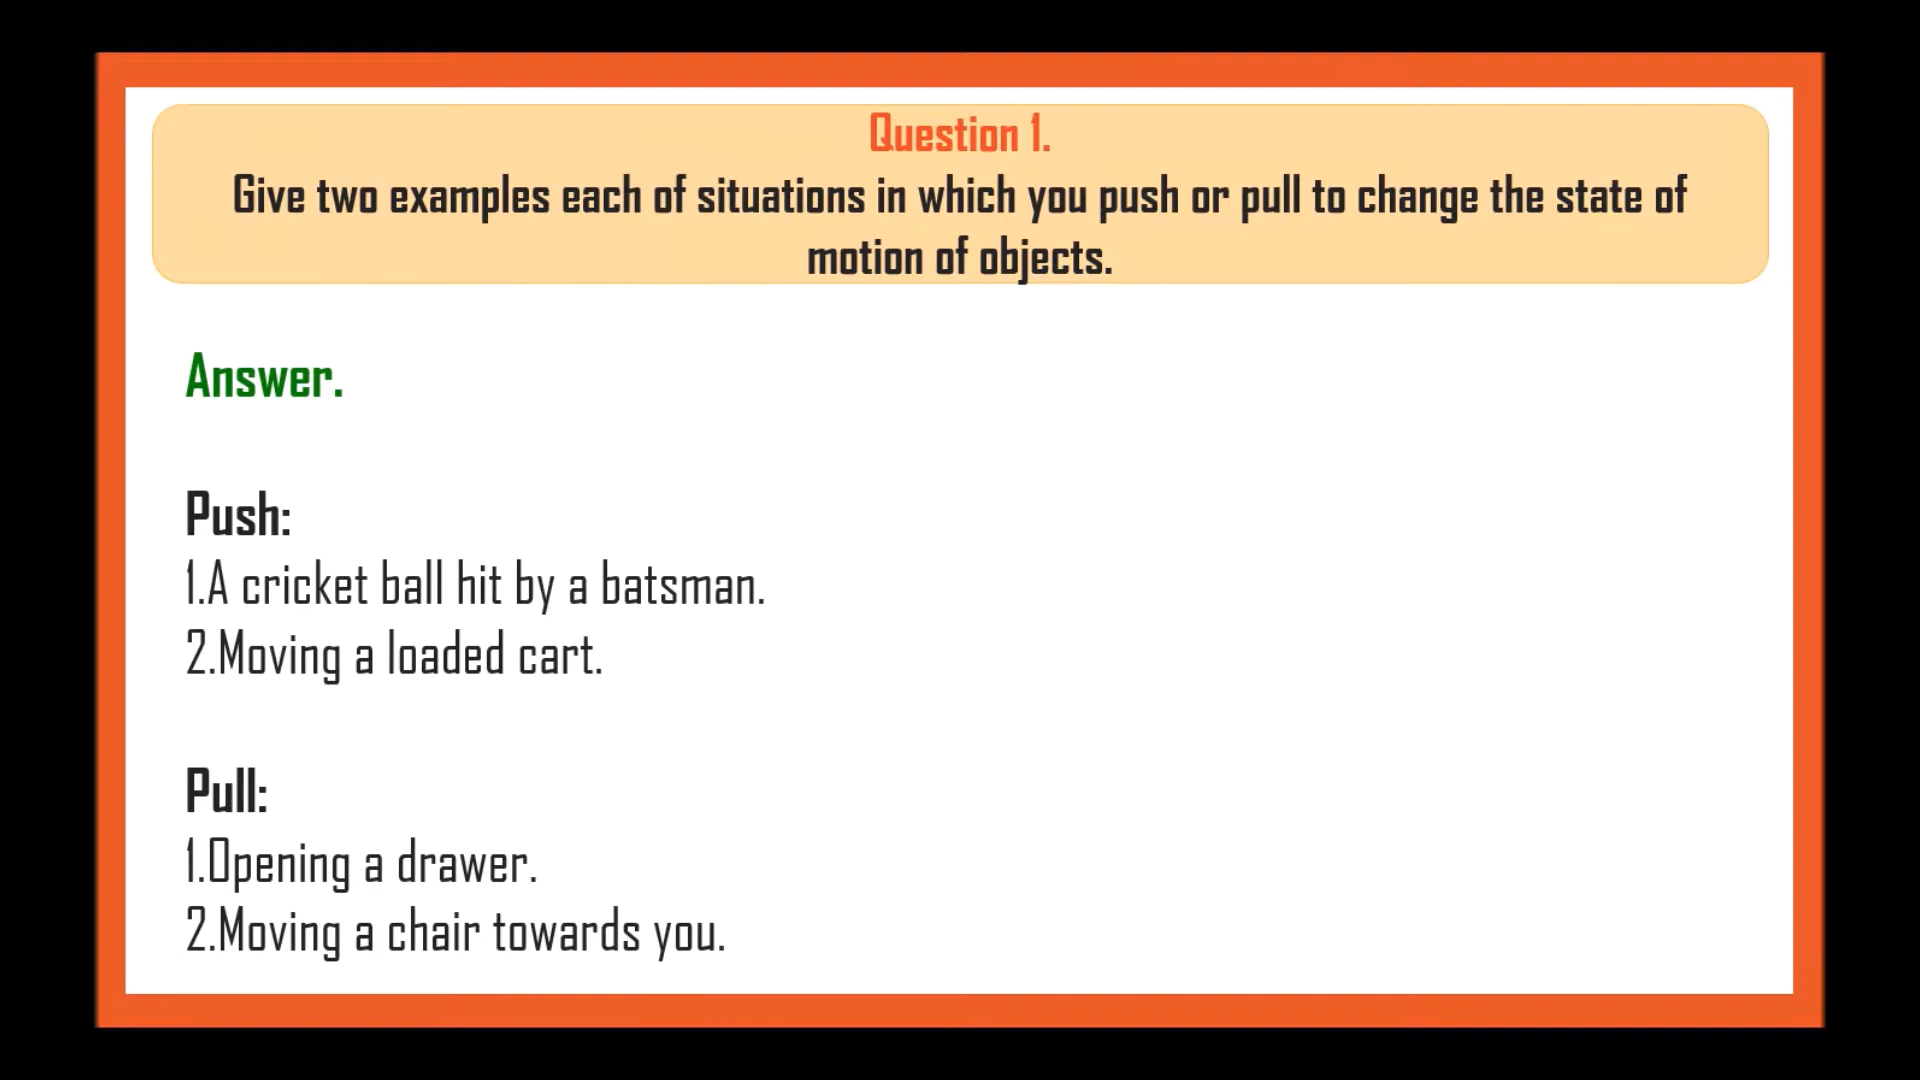 Question 1.
Give two examples each of situations in which you push or pull to change the state of
motion of objects.
Answer.
Push:
1.A cricket ball hit by a batsman.
2.Moving a loaded cart.
Pull:
1.Opening a drawer.
2.Moving a chair towards you.